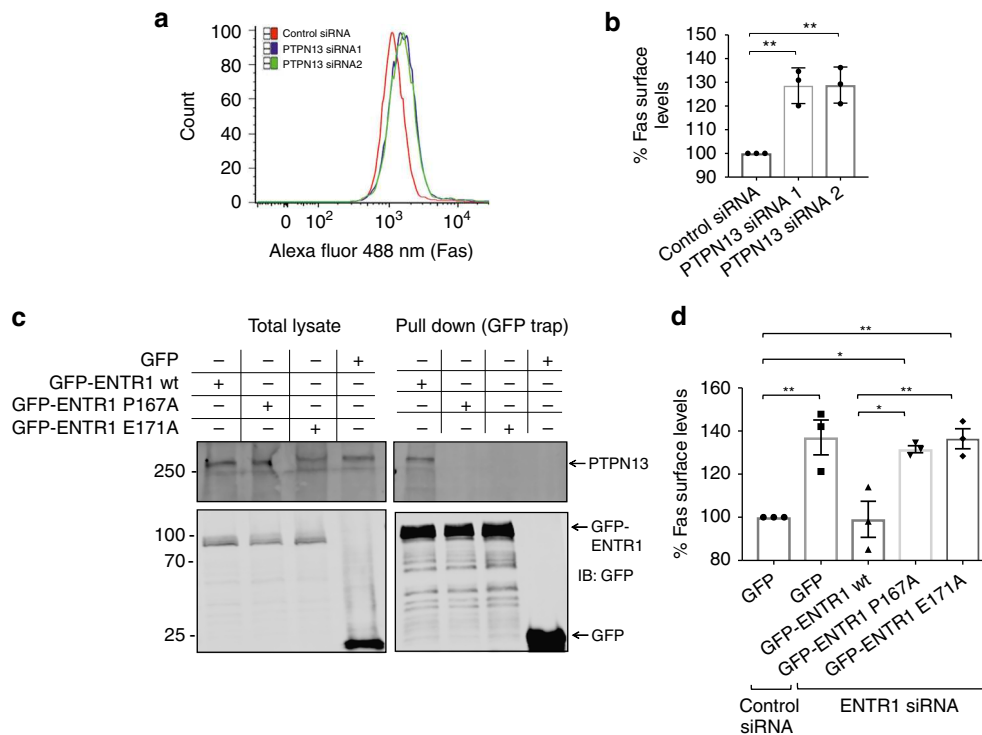 a
Control siRNA
PTPN13 siRNA1
PTPN13 siRNA2
Count
100
80
60
40
20
0
0 10² 10³ 10⁴
Alexa fluor 488 nm (Fas)
b
% Fas surface
levels
150
140
130
120
110
100
90
**
**
Control siRNA
PTPN13 siRNA 1
PTPN13 siRNA 2
c
Total lysate
Pull down (GFP trap)
GFP – – – + – – – +
GFP-ENTR1 wt + – – – + – – –
GFP-ENTR1 P167A – + – – – + – –
GFP-ENTR1 E171A – – + – – – + –
250 -
←PTPN13
100 -
70-
25 -
←GFP-
ENTR1
IB: GFP
←GFP
d
% Fas surface levels
160
140
120
100
80
**
*
**
**
*
GFP
GFP
GFP-ENTR1 wt
GFP-ENTR1 P167A
GFP-ENTR1 E171A
Control
siRNA
ENTR1 siRNA